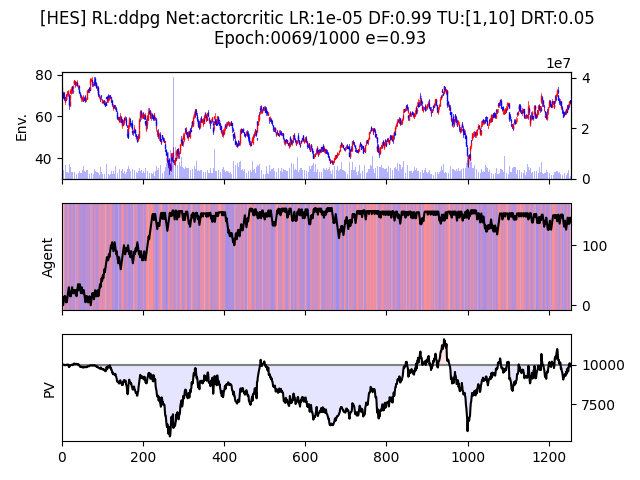 [HES] RL:ddpg Net:actorcritic LR:1e-05 DF:0.99 TU:[1,10] DRT:0.05
Epoch:0069/1000 e=0.93
1e7
80
60
40
Env.
4
2
0
Agent
100
0
PV
10000
7500
0 200 400 600 800 1000 1200